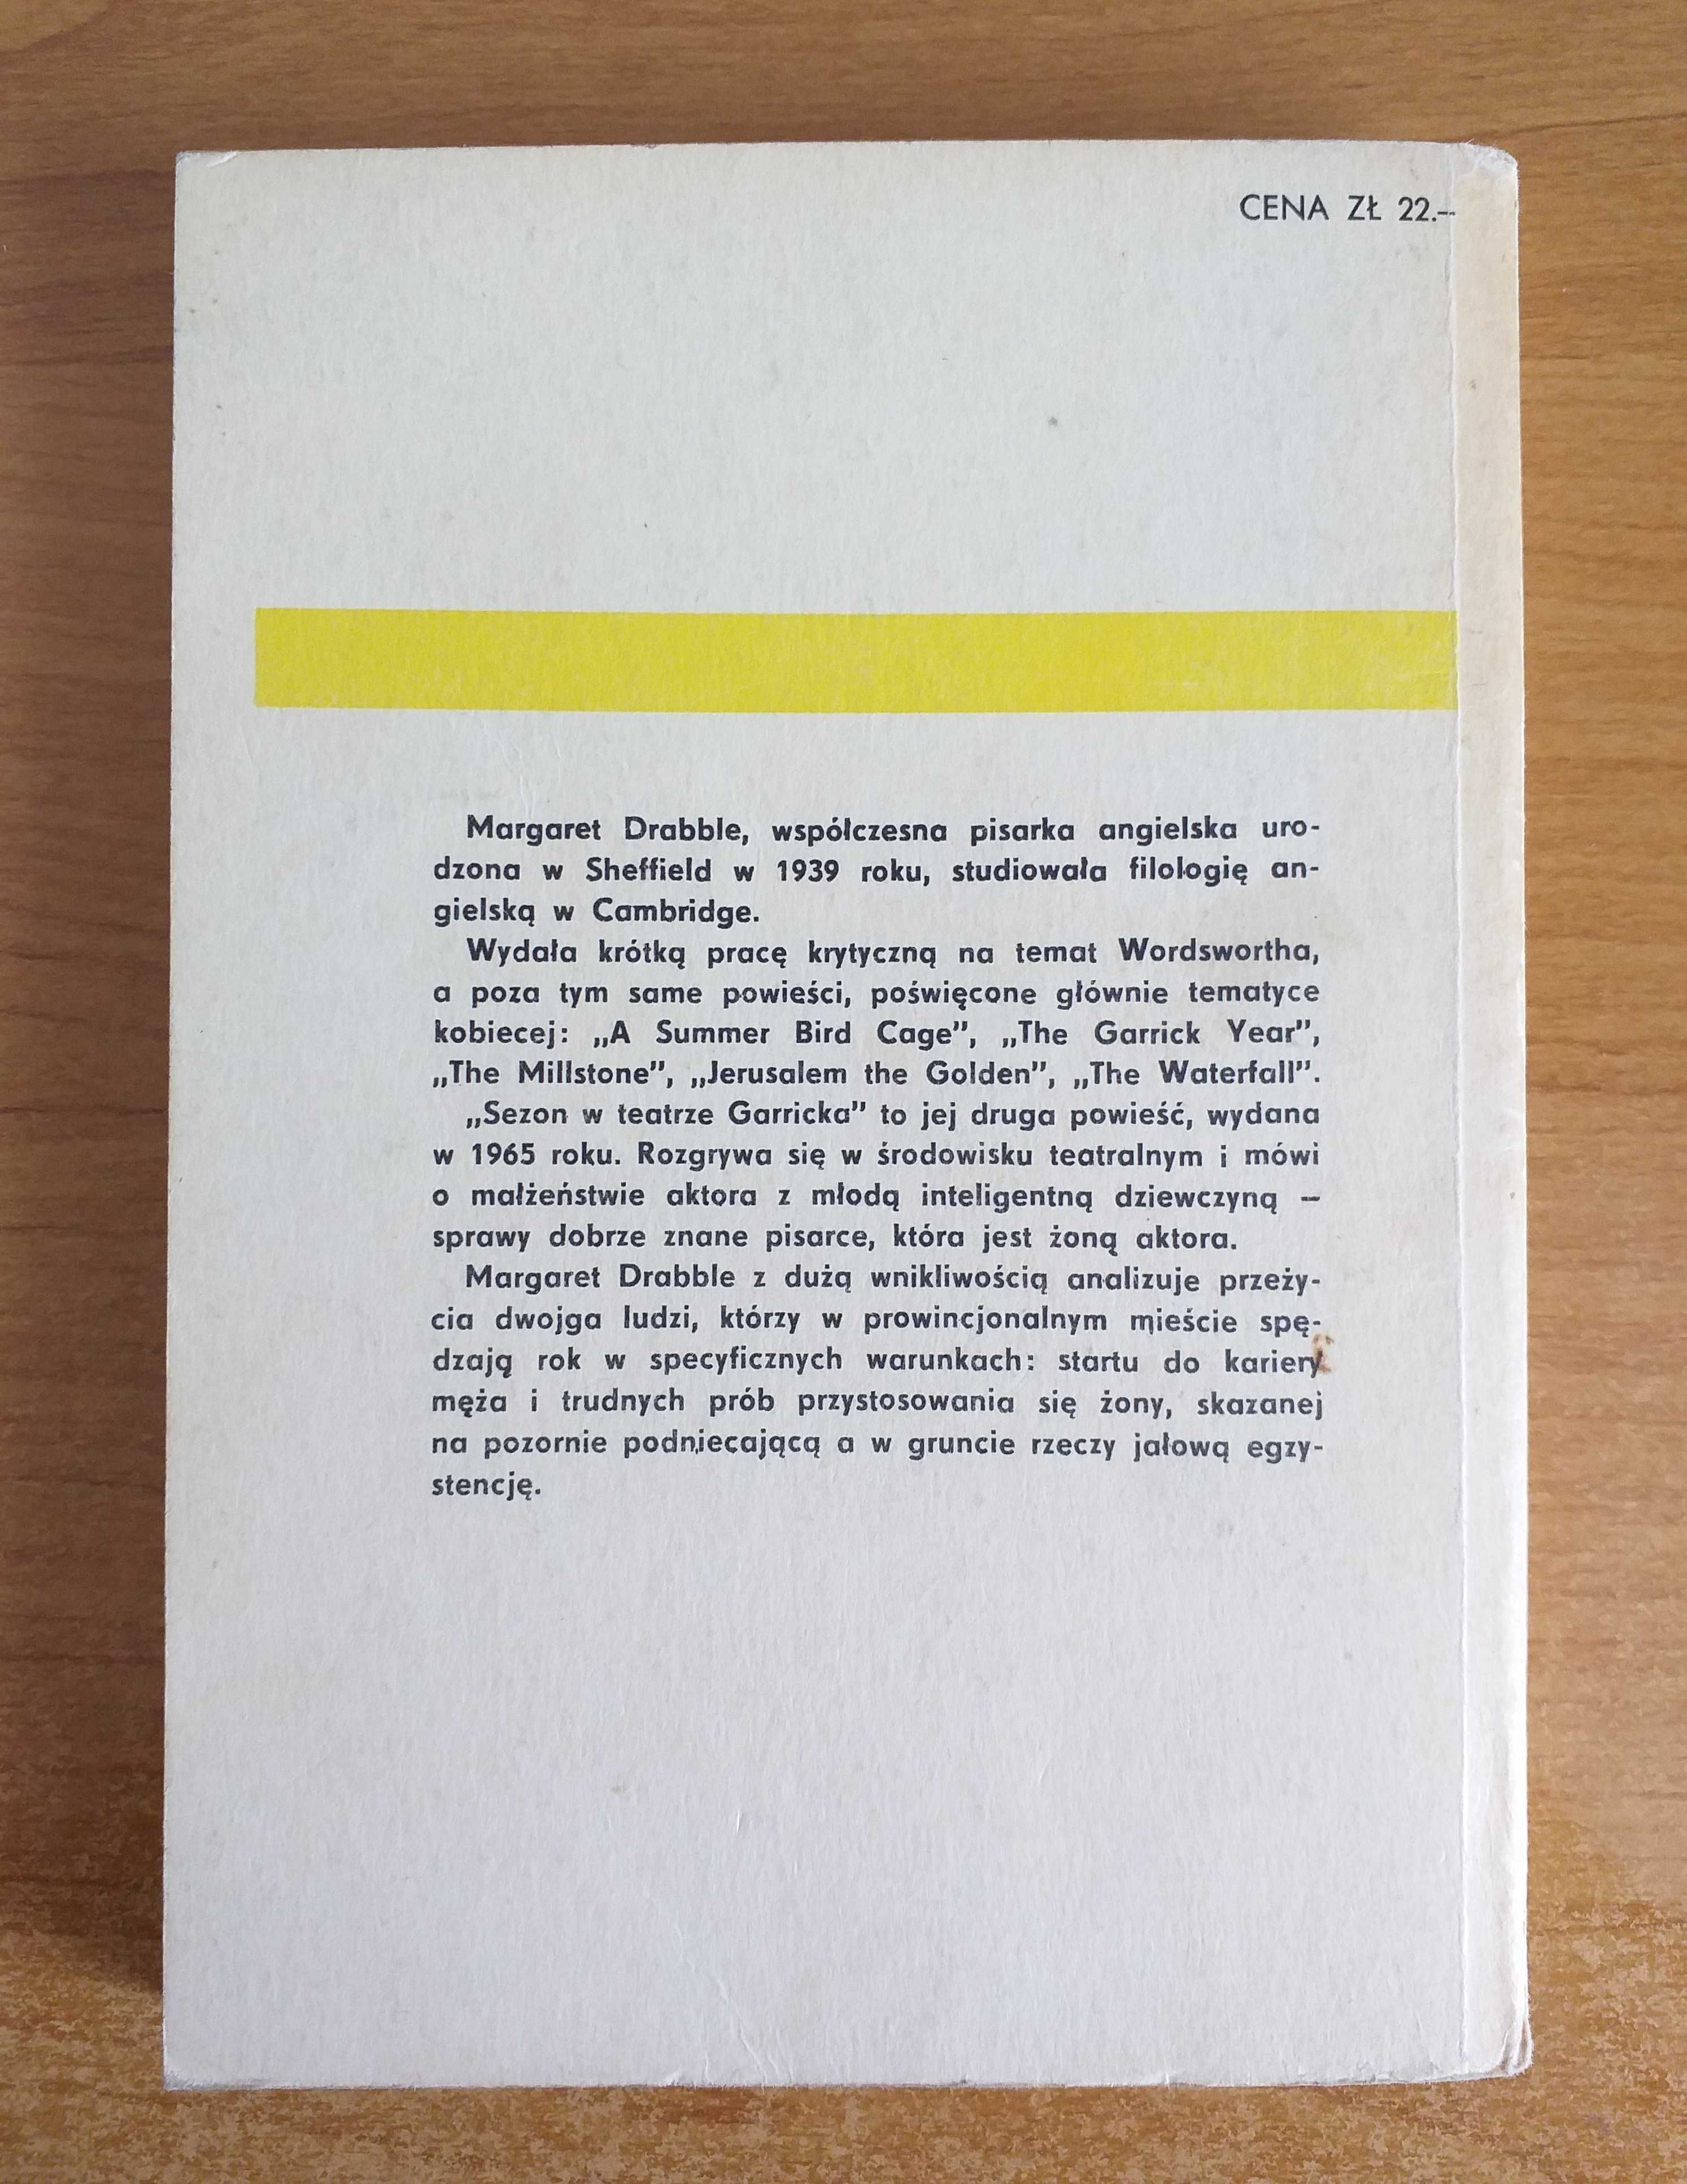 CENA ZŁ 22.—
Margaret Drabble, współczesna pisarka angielska uro-
dzona w Sheffield w 1939 roku, studiowała filologię an-
gielską w Cambridge.
Wydała krótką pracę krytyczną na temat Wordswortha,
a poza tym same powieści, poświęcone głównie tematyce
kobiecej: „A Summer Bird Cage”, „The Garrick Year”,
„The Millstone”, „Jerusalem the Golden”, „The Waterfall”.
„Sezon w teatrze Garricka” to jej druga powieść, wydana
w 1965 roku. Rozgrywa się w środowisku teatralnym i mówi
o małżeństwie aktora z młodą inteligentną dziewczyną —
sprawy dobrze znane pisarce, która jest żoną aktora.
Margaret Drabble z dużą wnikliwością analizuje przeży-
cia dwojga ludzi, którzy w prowincjonalnym mieście spę-
dzają rok w specyficznych warunkach: startu do kariery
męża i trudnych prób przystosowania się żony, skazanej
na pozornie podniecającą a w gruncie rzeczy jałową egzy-
stencję.